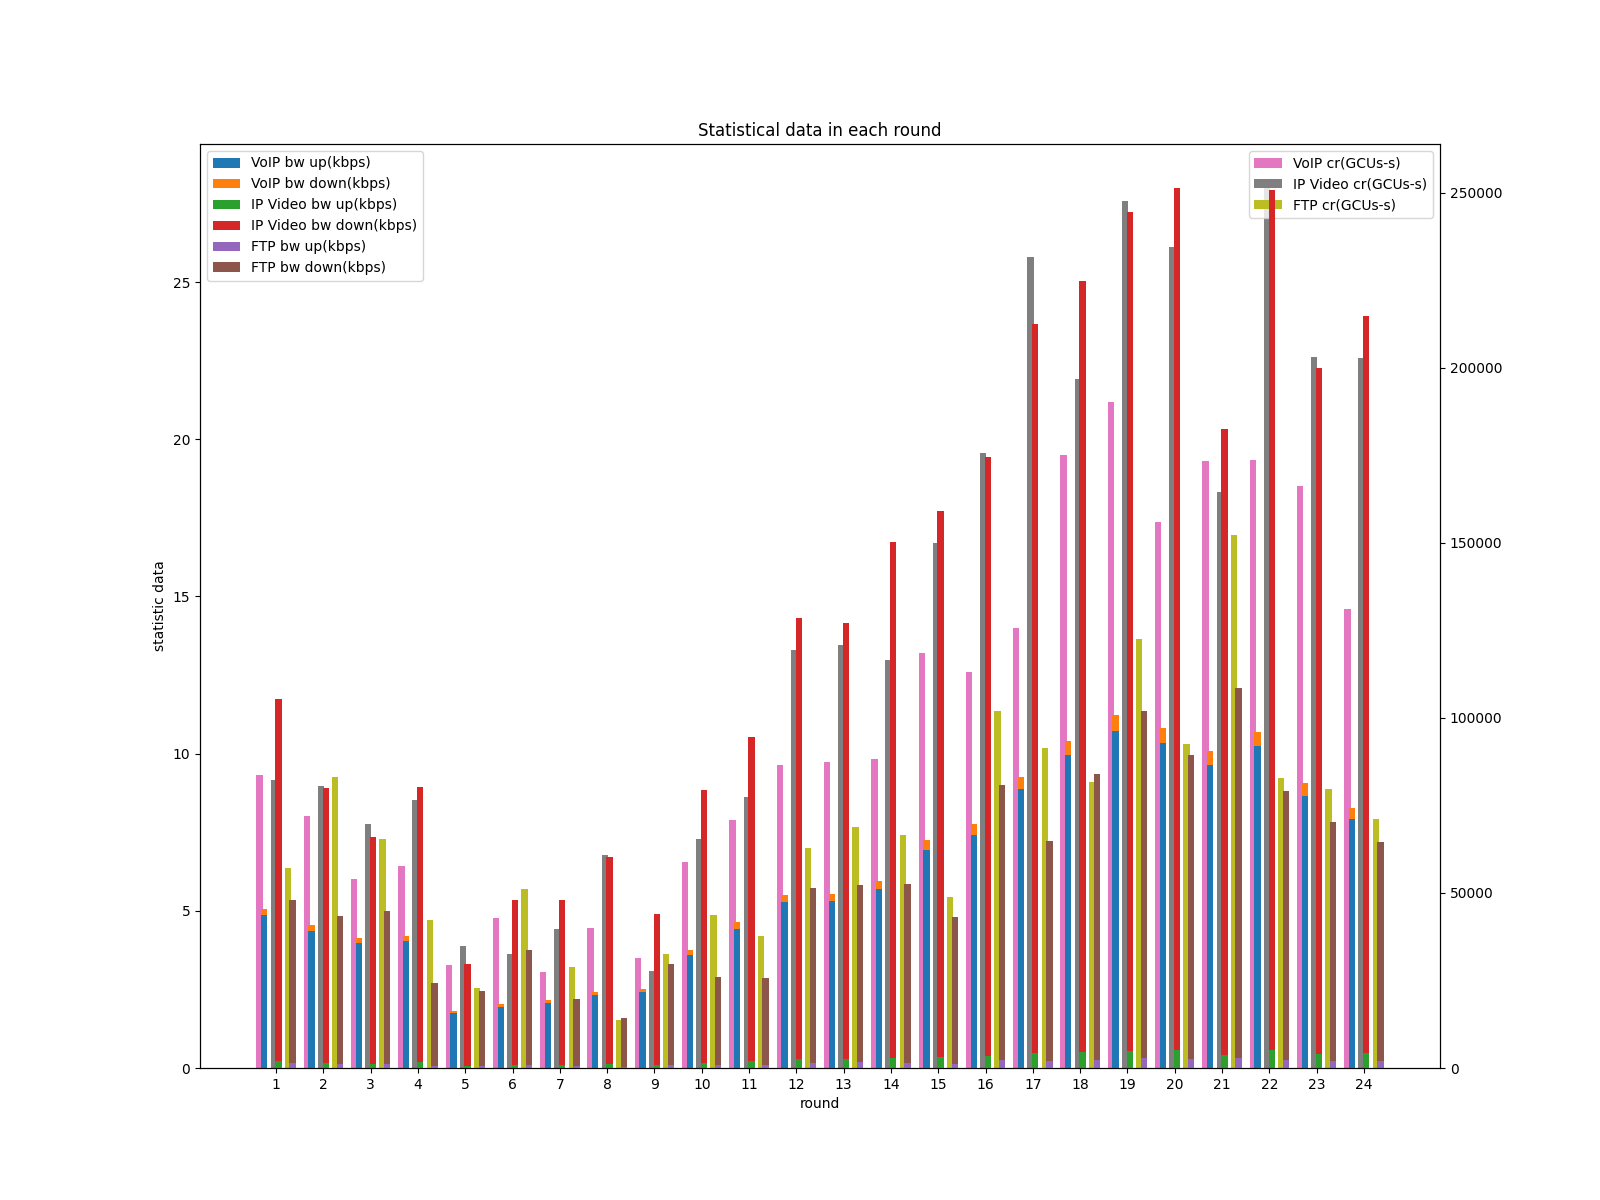 Statistical data in each round
VoIP bw up(kbps)
VoIP bw down(kbps)
IP Video bw up(kbps)
IP Video bw down(kbps)
FTP bw up(kbps)
FTP bw down(kbps)
VoIP cr(GCUs-s)
IP Video cr(GCUs-s)
FTP cr(GCUs-s)
25
20
15
10
5
0
statistic data
250000
200000
150000
100000
50000
0
1 2 3 4 5 6 7 8 9 10 11 12 13 14 15 16 17 18 19 20 21 22 23 24
round